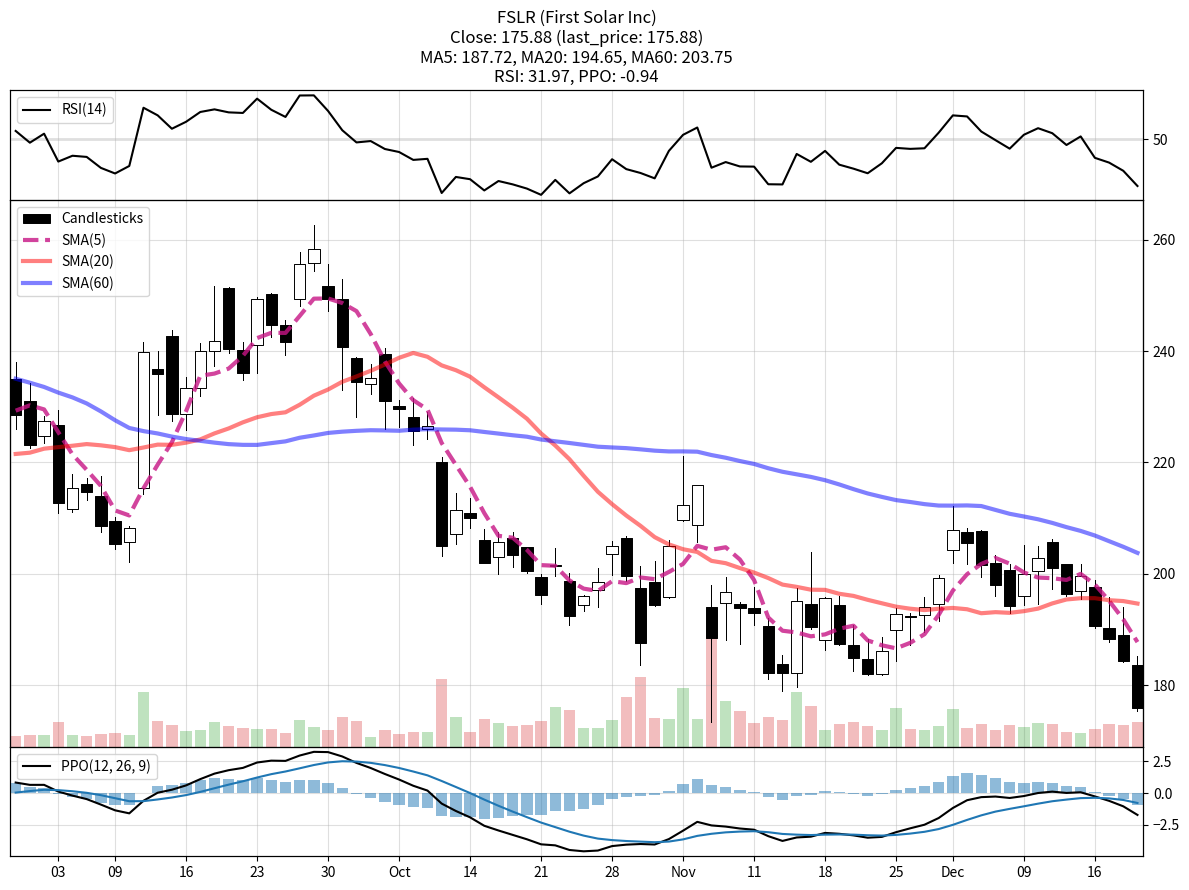 FSLR (First Solar Inc)
Close: 175.88 (last_price: 175.88)
MA5: 187.72, MA20: 194.65, MA60: 203.75
RSI: 31.97, PPO: -0.94
RSI(14)
50
Candlesticks
SMA(5)
SMA(20)
SMA(60)
260
240
220
200
180
PPO(12, 26, 9)
2.5
0.0
−2.5
03 09 16 23 30 Oct 14 21 28 Nov 11 18 25 Dec 09 16